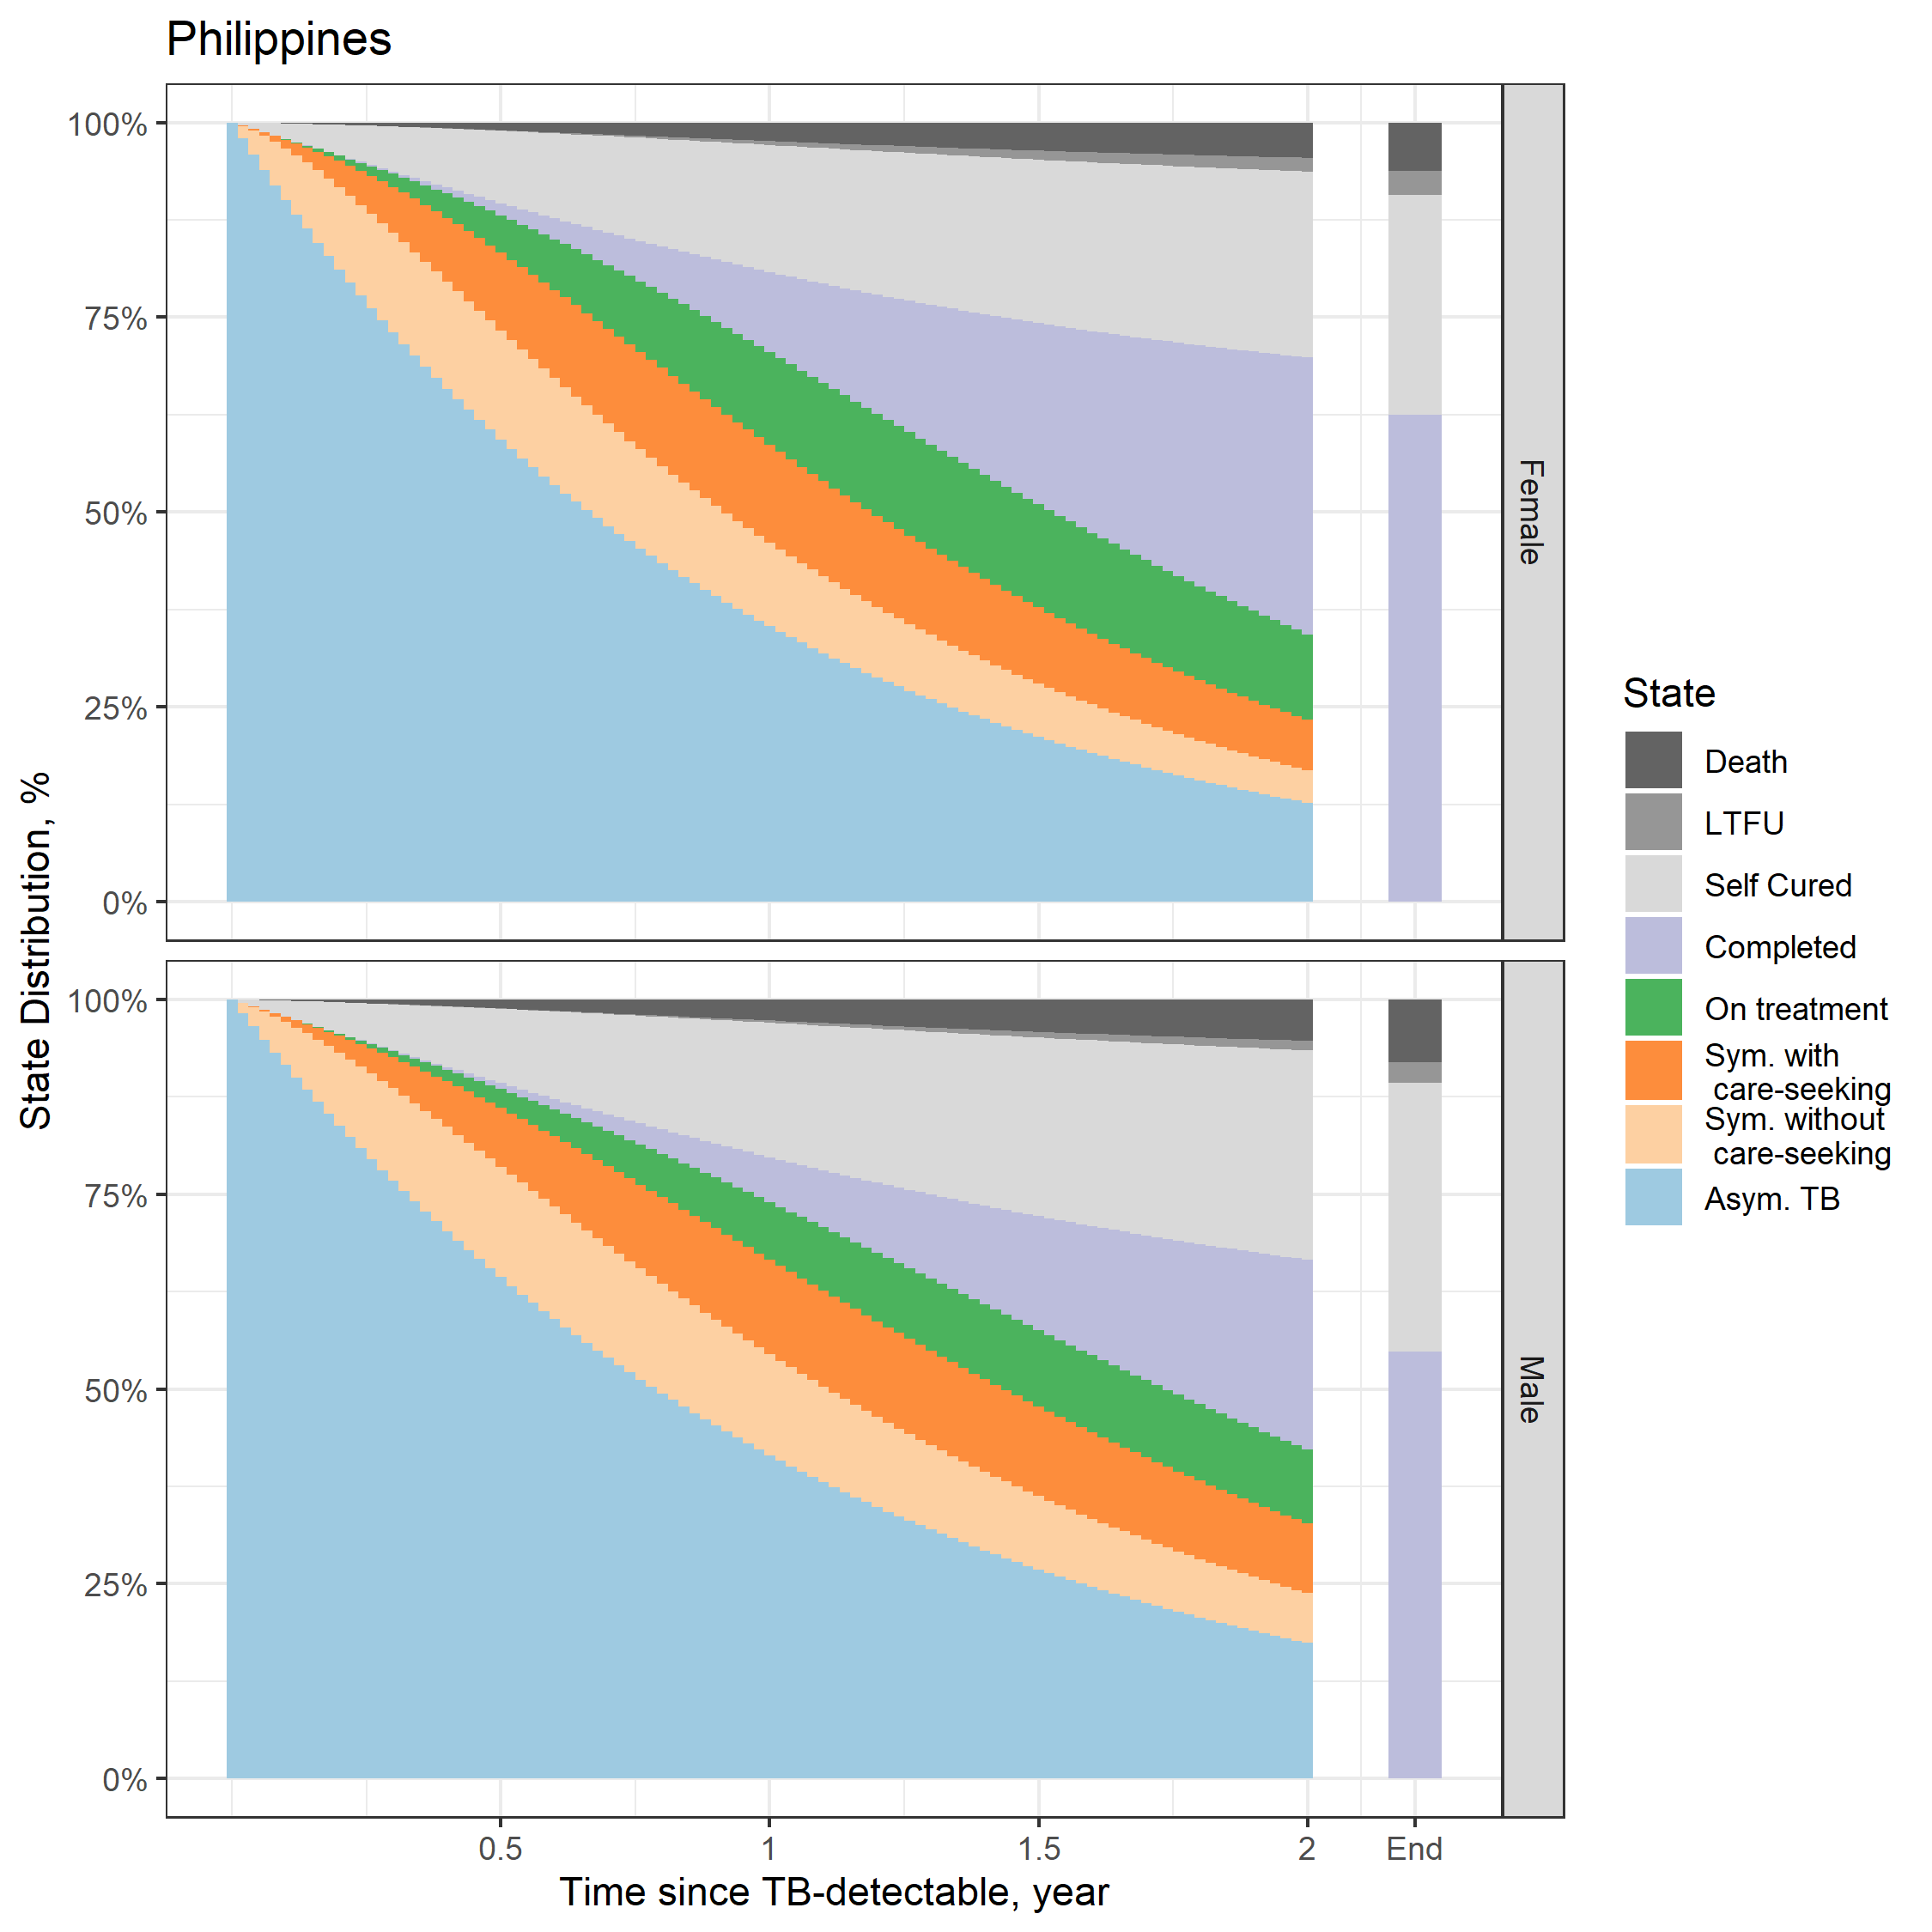 Philippines
State Distribution, %
100%
75%
50%
25%
0%
Female
100%
75%
50%
25%
0%
Male
0.5
1
1.5
2
End
Time since TB-detectable, year
State
Death
LTFU
Self Cured
Completed
On treatment
Sym. with
care-seeking
Sym. without
care-seeking
Asym. TB